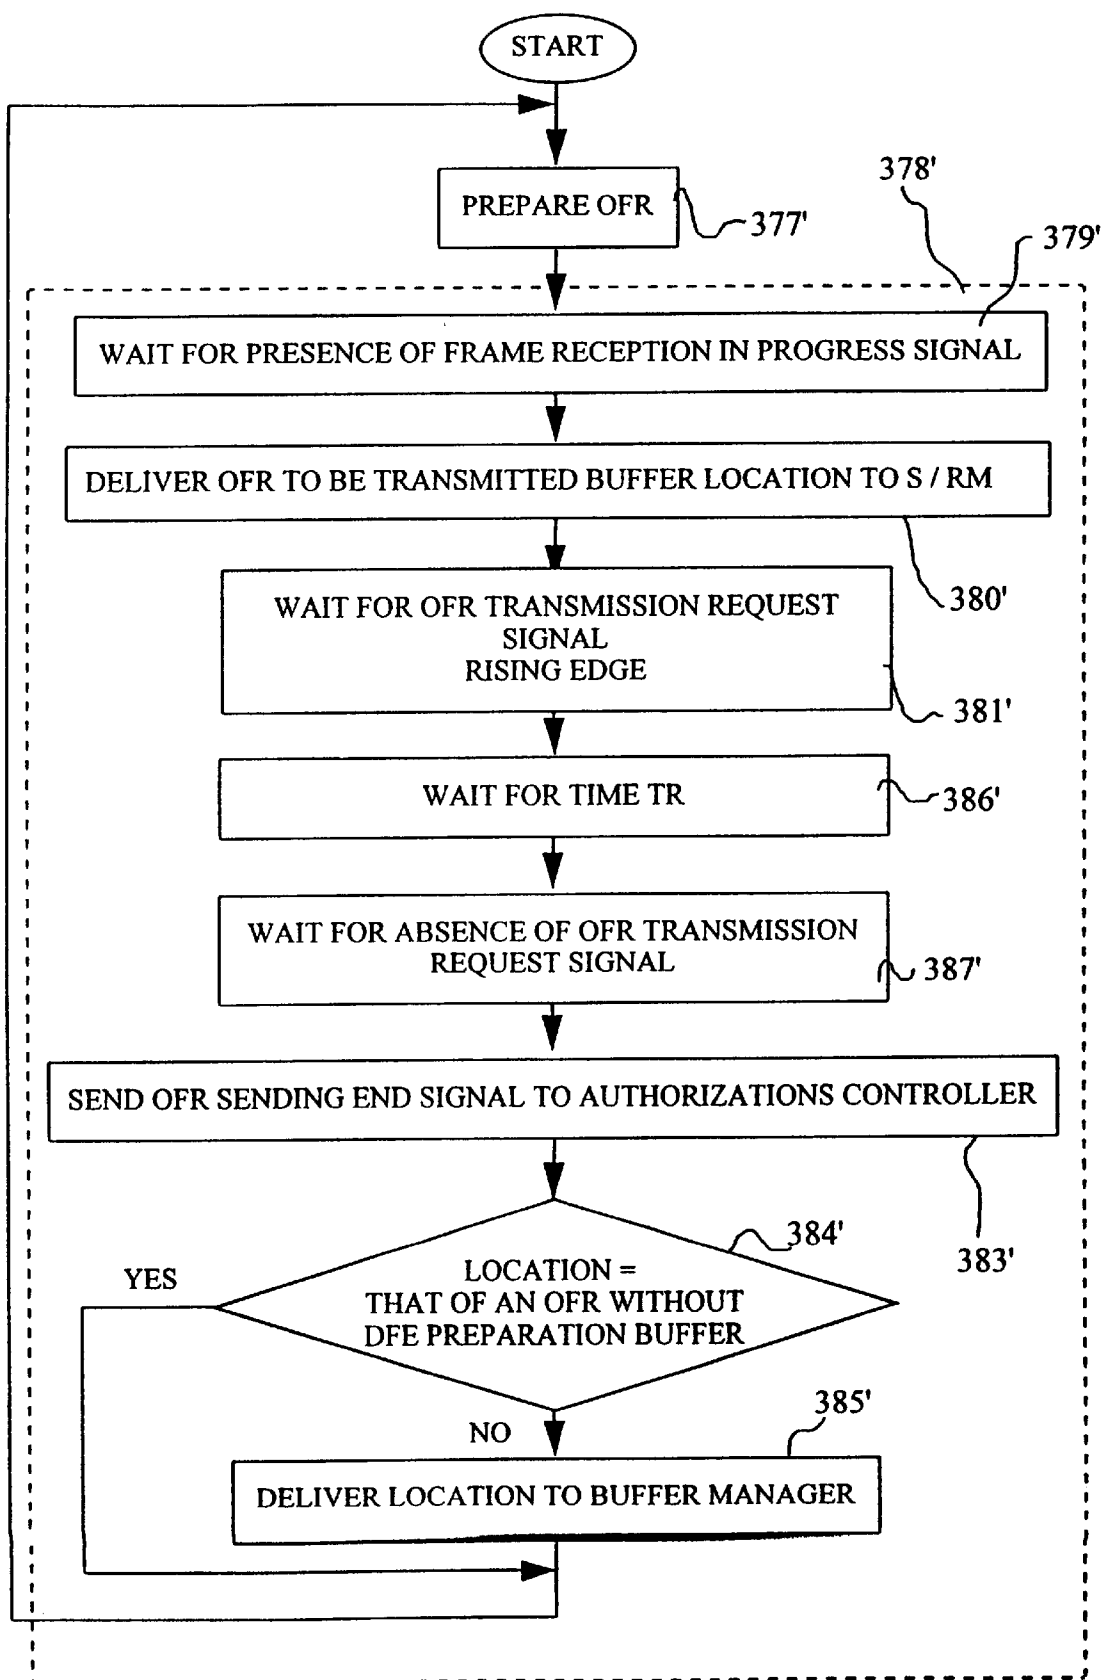 START
PREPARE OFR
377'
378'
379'
WAIT FOR PRESENCE OF FRAME RECEPTION IN PROGRESS SIGNAL
DELIVER OFR TO BE TRANSMITTED BUFFER LOCATION TO S / RM
380'
WAIT FOR OFR TRANSMISSION REQUEST
SIGNAL
RISING EDGE
381'
WAIT FOR TIME TR
386'
WAIT FOR ABSENCE OF OFR TRANSMISSION
REQUEST SIGNAL
387'
SEND OFR SENDING END SIGNAL TO AUTHORIZATIONS CONTROLLER
383'
384'
YES
LOCATION =
THAT OF AN OFR WITHOUT
DFE PREPARATION BUFFER
NO
385'
DELIVER LOCATION TO BUFFER MANAGER